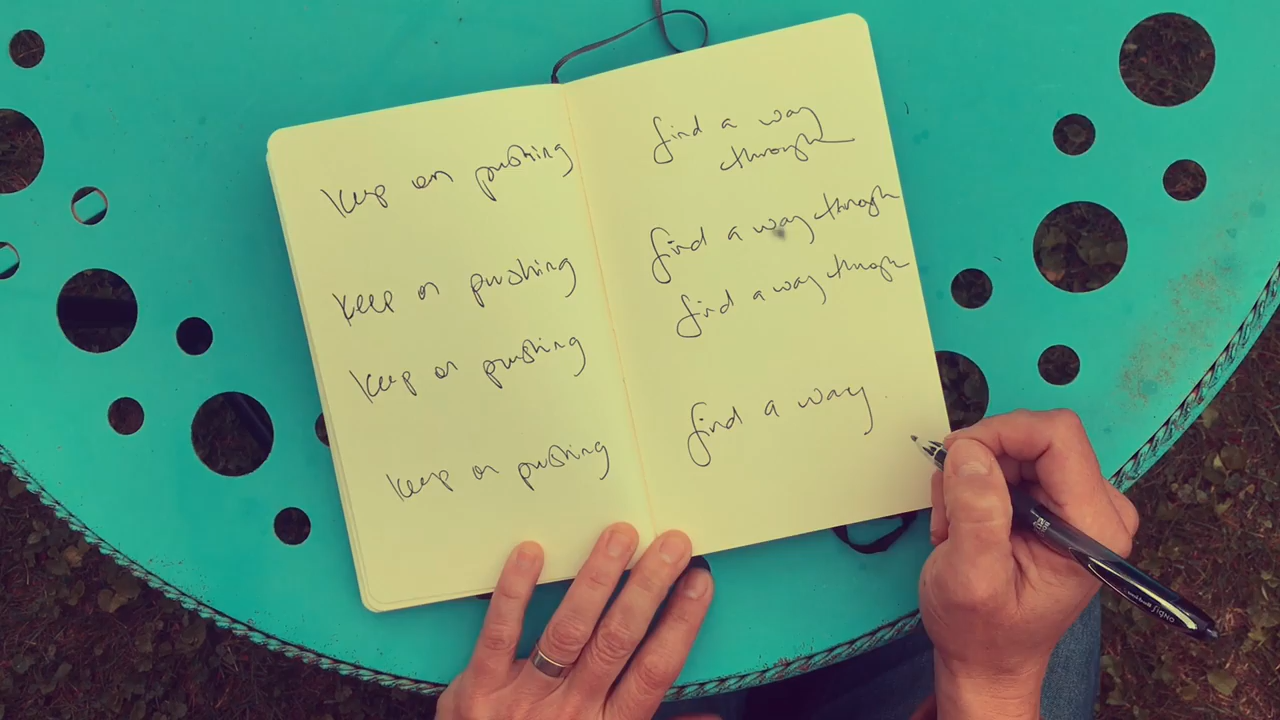 keep on pushing
keep on pushing
keep on pushing
keep on pushing
find a way
through
find a way through
find a way through
find a way
signo